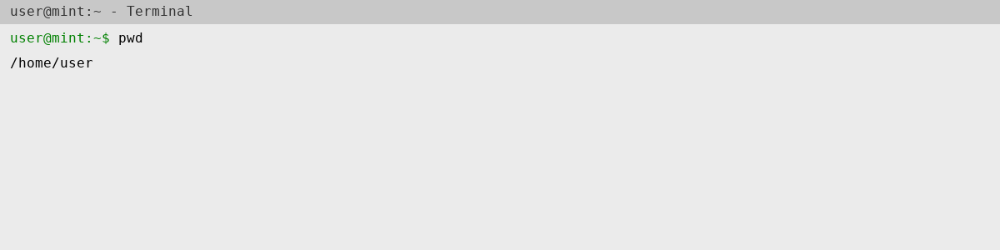 user@mint:~ - Terminal
user@mint:~$ pwd
/home/user